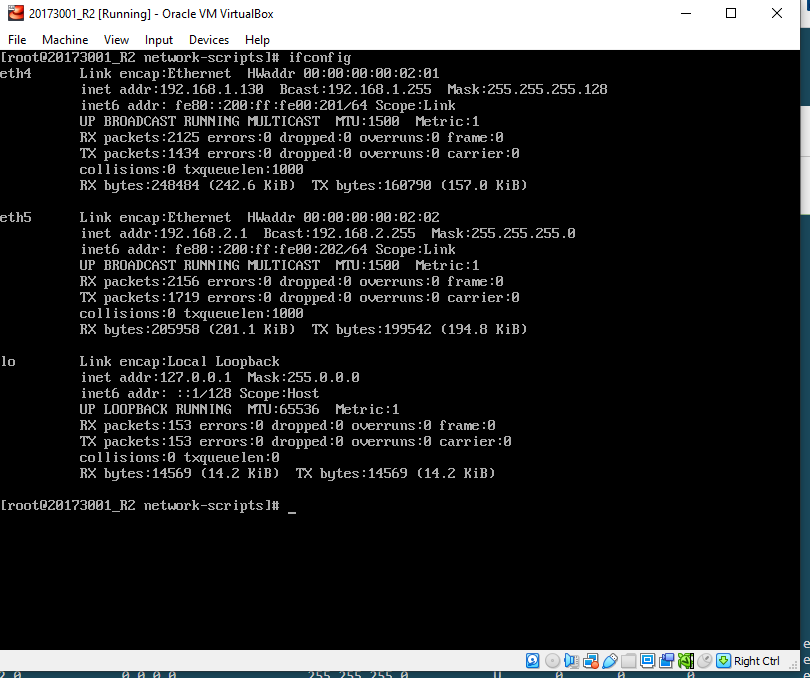 20173001_R2 [Running] - Oracle VM VirtualBox
File Machine View Input Devices Help
[root@20173001_R2 network-scripts]# ifconfig
eth4 Link encap:Ethernet HWaddr 00:00:00:00:02:01
inet addr:192.168.1.130 Bcast:192.168.1.255 Mask:255.255.255.128
inet6 addr: fe80::200:ff:fe00:201/64 Scope:Link
UP BROADCAST RUNNING MULTICAST MTU:1500 Metric:1
RX packets:2125 errors:0 dropped:0 overruns:0 frame:0
TX packets:1434 errors:0 dropped:0 overruns:0 carrier:0
collisions:0 txqueuelen:1000
RX bytes:248484 (242.6 KiB) TX bytes:160790 (157.0 KiB)
eth5 Link encap:Ethernet HWaddr 00:00:00:00:02:02
inet addr:192.168.2.1 Bcast:192.168.2.255 Mask:255.255.255.0
inet6 addr: fe80::200:ff:fe00:202/64 Scope:Link
UP BROADCAST RUNNING MULTICAST MTU:1500 Metric:1
RX packets:2156 errors:0 dropped:0 overruns:0 frame:0
TX packets:1719 errors:0 dropped:0 overruns:0 carrier:0
collisions:0 txqueuelen:1000
RX bytes:205958 (201.1 KiB) TX bytes:199542 (194.8 KiB)
lo Link encap:Local Loopback
inet addr:127.0.0.1 Mask:255.0.0.0
inet6 addr: ::1/128 Scope:Host
UP LOOPBACK RUNNING MTU:65536 Metric:1
RX packets:153 errors:0 dropped:0 overruns:0 frame:0
TX packets:153 errors:0 dropped:0 overruns:0 carrier:0
collisions:0 txqueuelen:0
RX bytes:14569 (14.2 KiB) TX bytes:14569 (14.2 KiB)
[root@20173001_R2 network-scripts]# _
Right Ctrl
0.0.0.0 255.255.255.0 U 0 0 0